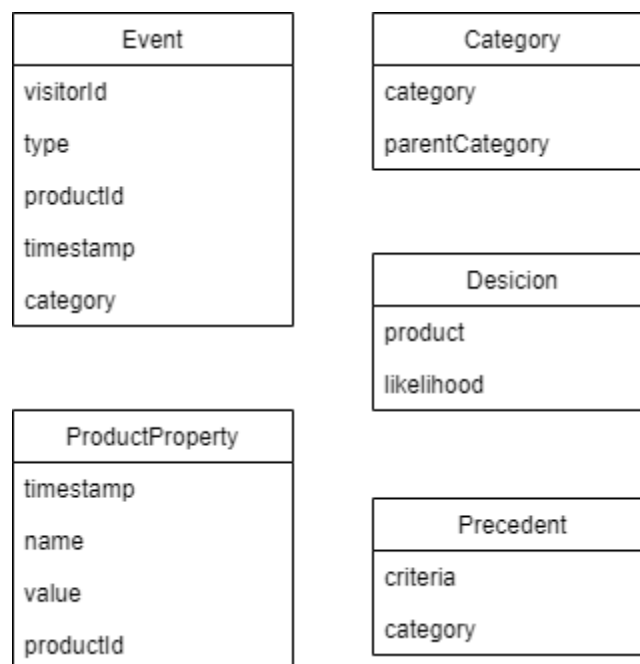 Event
visitorId
type
productId
timestamp
category
Category
category
parentCategory
Desicion
product
likelihood
ProductProperty
timestamp
name
value
productId
Precedent
criteria
category